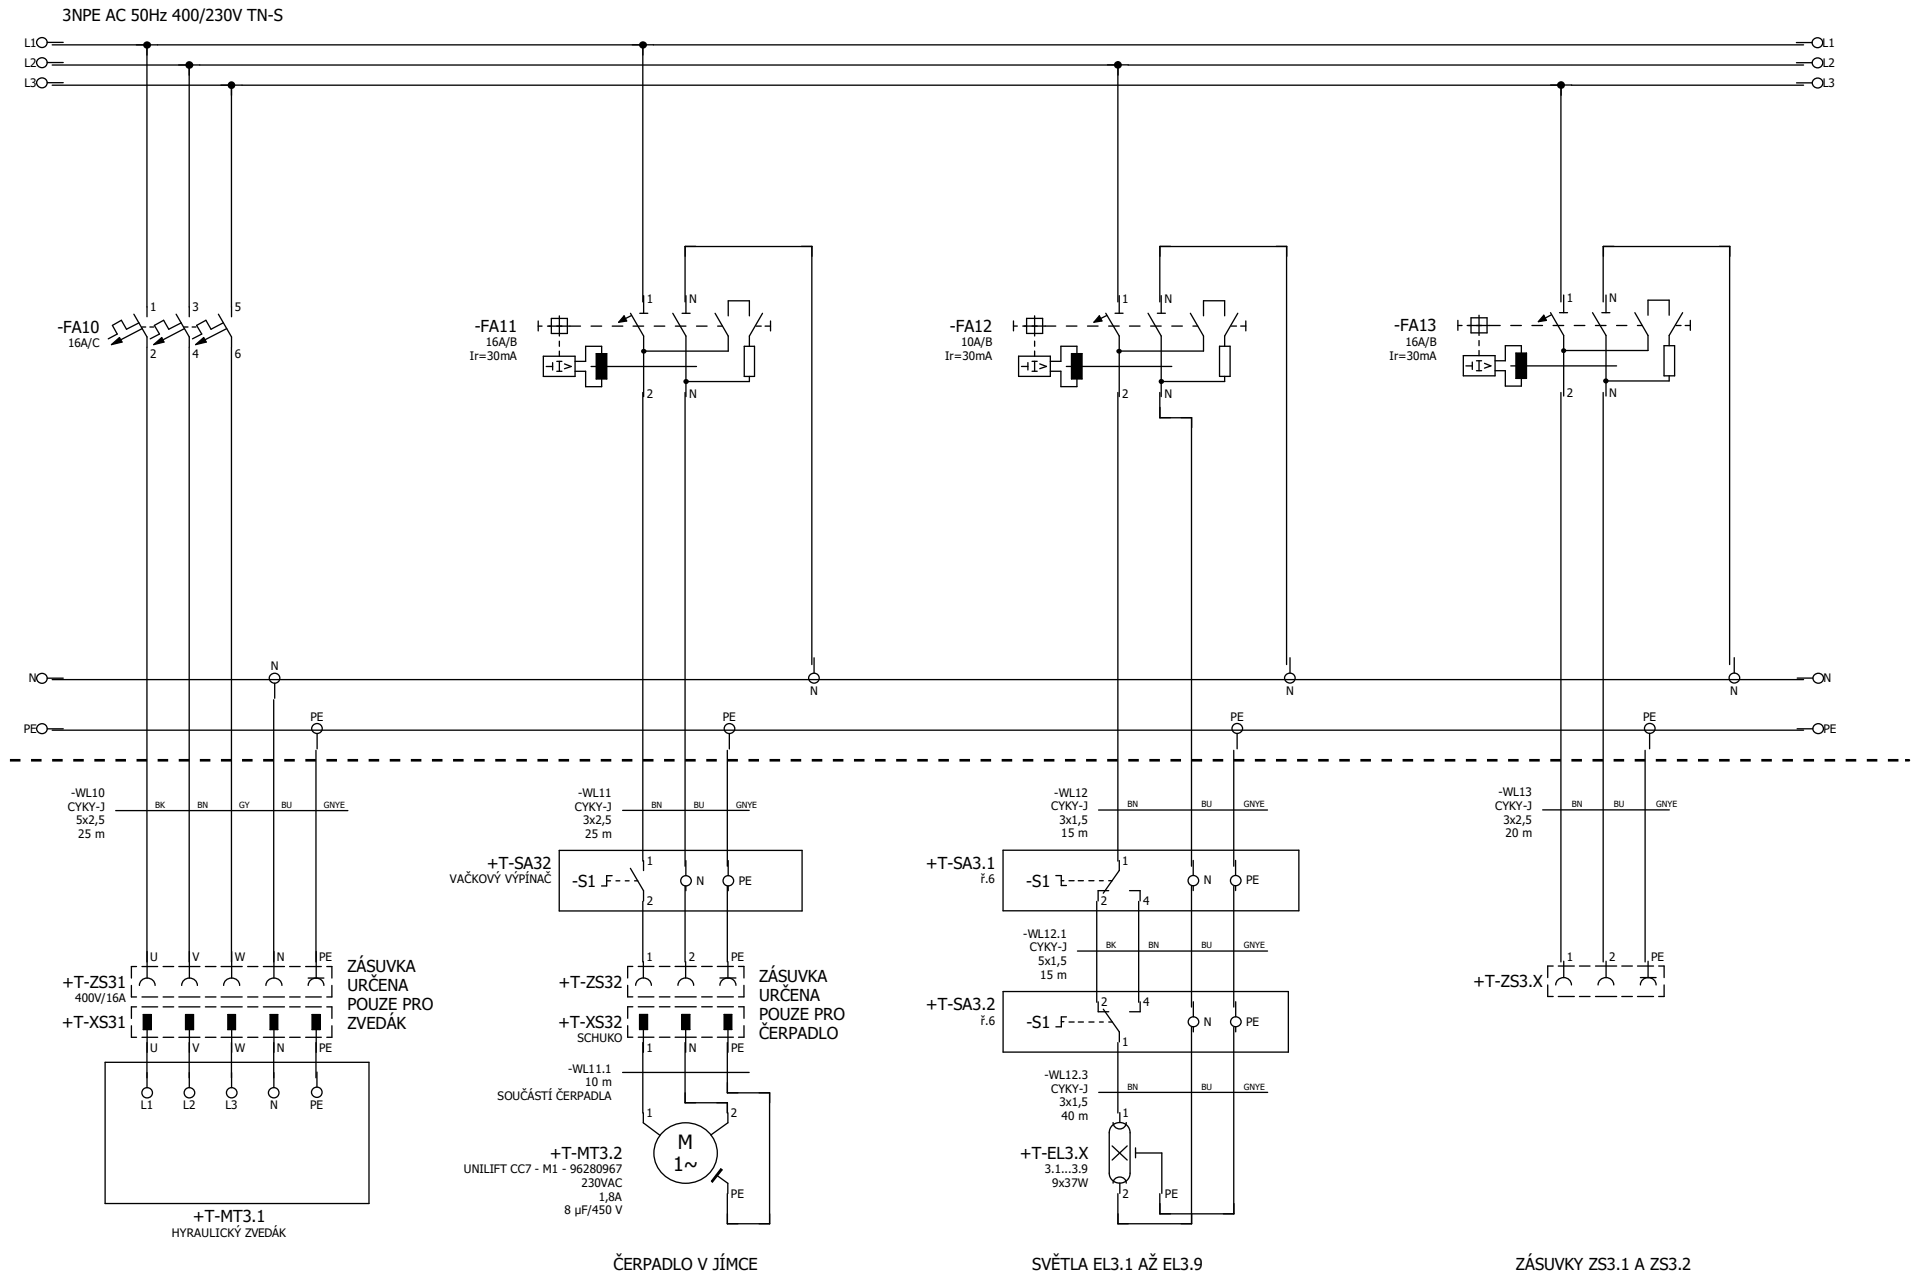 3NPE AC 50Hz 400/230V TN-S
L1 L1
L2 L2
L3 L3
-FA10
16A/C
1 3 5
2 4 6
-FA11
16A/B
Ir=30mA
1 N
I>
2 N
-FA12
10A/B
Ir=30mA
1 N
I>
2 N
-FA13
16A/B
Ir=30mA
1 N
I>
2 N
N N N N N N
PE PE PE PE PE PE
-WL10
CYKY-J
5x2,5
25 m
BK BN GY BU GNYE
-WL11
CYKY-J
3x2,5
25 m
BN BU GNYE
-WL12
CYKY-J
3x1,5
15 m
BN BU GNYE
-WL13
CYKY-J
3x2,5
20 m
BN BU GNYE
+T-SA32
VAČKOVÝ VÝPÍNAČ
-S1
1
2
N PE
+T-SA3.1
ř.6
-S1
1
2 4
N PE
-WL12.1
CYKY-J
5x1,5
15 m
BK BN BU GNYE
+T-SA3.2
ř.6
-S1
2 4
1
N PE
U V W N PE
+T-ZS31
400V/16A
+T-XS31
U V W N PE
ZÁSUVKA
URČENA
POUZE PRO
ZVEDÁK
L1 L2 L3 N PE
+T-MT3.1
HYRAULICKÝ ZVEDÁK
1 2 PE
+T-ZS32
+T-XS32
SCHUKO
1 N PE
ZÁSUVKA
URČENA
POUZE PRO
ČERPADLO
-WL11.1
10 m
SOUČÁSTÍ ČERPADLA
1 2
M
1~
PE
+T-MT3.2
UNILIFT CC7 - M1 - 96280967
230VAC
1,8A
8 µF/450 V
-WL12.3
CYKY-J
3x1,5
40 m
BN BU GNYE
1
2 PE
+T-EL3.X
3.1...3.9
9x37W
1 2 PE
+T-ZS3.X
ČERPADLO V JÍMCE
SVĚTLA EL3.1 AŽ EL3.9
ZÁSUVKY ZS3.1 A ZS3.2